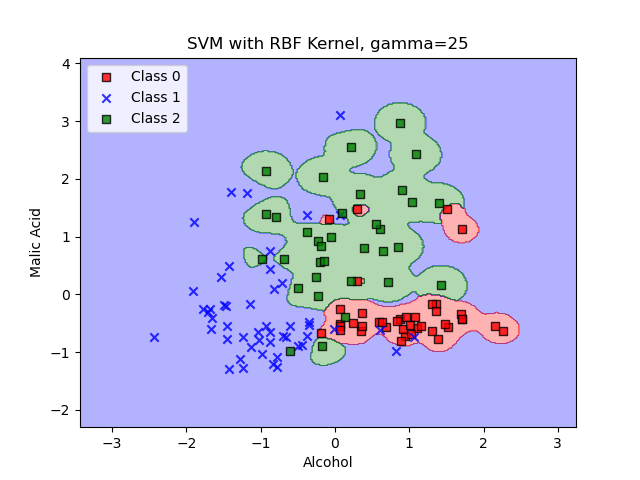 SVM with RBF Kernel, gamma=25
Class 0
Class 1
Class 2
Malic Acid
4
3
2
1
0
−1
−2
−3 −2 −1 0 1 2 3
Alcohol